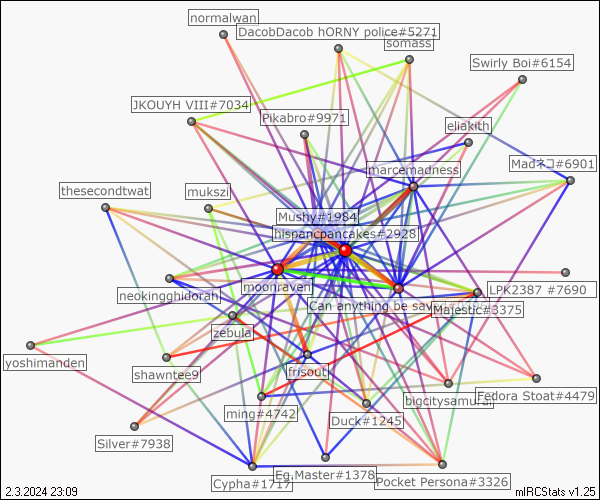 normalwan
DacobDacob hORNY police#5271
somass
Swirly Boi#6154
JKOUYH VIII#7034
Pikabro#9971
eliakith
marcemadness
Madネコ#6901
thesecondtwat
mukszi
Mushy#1984
hispanicpancakes#2928
moonraven
neokingghidorah
Can anything be sav
LPK2387 #7690
Majestic#3375
zebula
yoshimanden
shawntee9
frisout
ming#4742
bigcitysamurai
Fedora Stoat#4479
Duck#1245
Silver#7938
Cypha#1717
Eg.Master#1378
Pocket Persona#3326
2.3.2024 23:09
mIRCStats v1.25